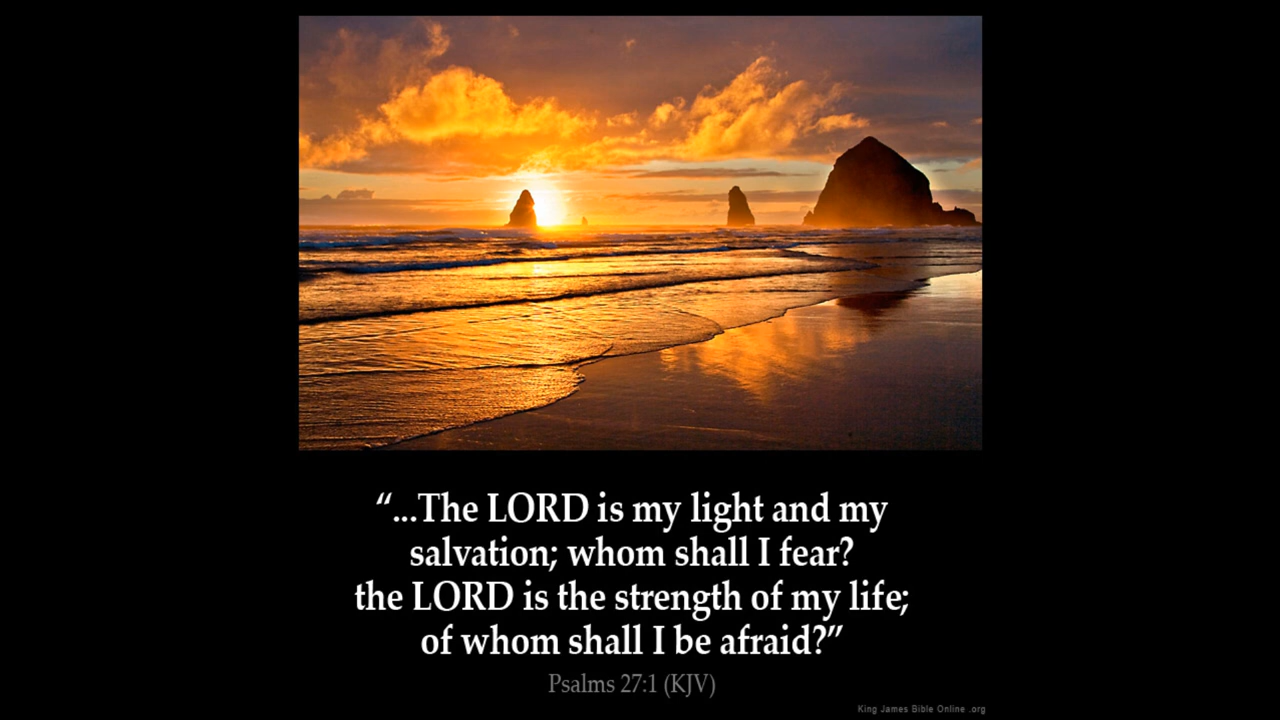 “...The LORD is my light and my
salvation; whom shall I fear?
the LORD is the strength of my life;
of whom shall I be afraid?”
Psalms 27:1 (KJV)
King James Bible Online .org